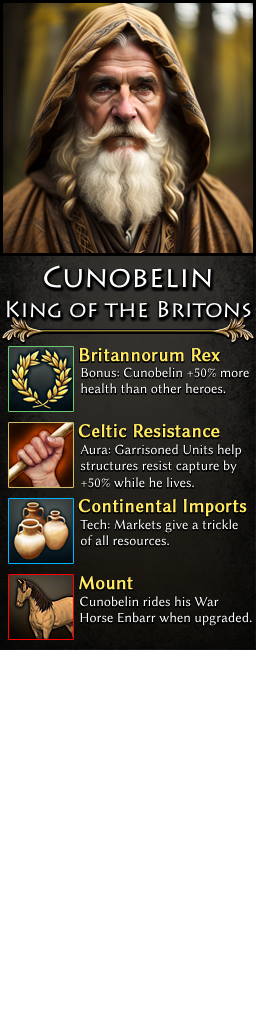 Cunobelin
King of the Britons
Britannorum Rex
Bonus: Cunobelin +50% more
health than other heroes.
Celtic Resistance
Aura: Garrisoned Units help
structures resist capture by
+50% while he lives.
Continental Imports
Tech: Markets give a trickle
of all resources.
Mount
Cunobelin rides his War
Horse Enbarr when upgraded.